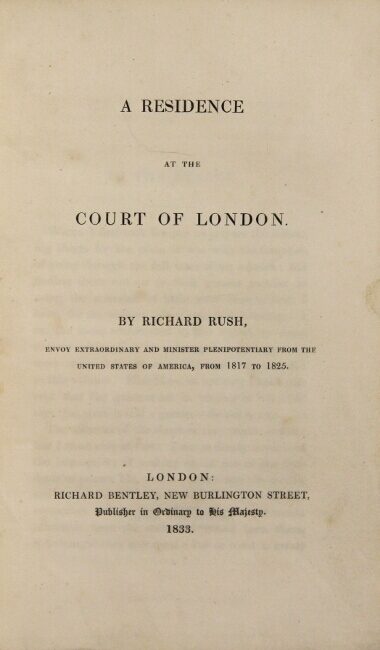 A RESIDENCE
AT THE
COURT OF LONDON.
BY RICHARD RUSH,
ENVOY EXTRAORDINARY AND MINISTER PLENIPOTENTIARY FROM THE
UNITED STATES OF AMERICA, FROM 1817 TO 1825.
LONDON:
RICHARD BENTLEY, NEW BURLINGTON STREET,
Publisher in Ordinary to His Majesty.
1833.